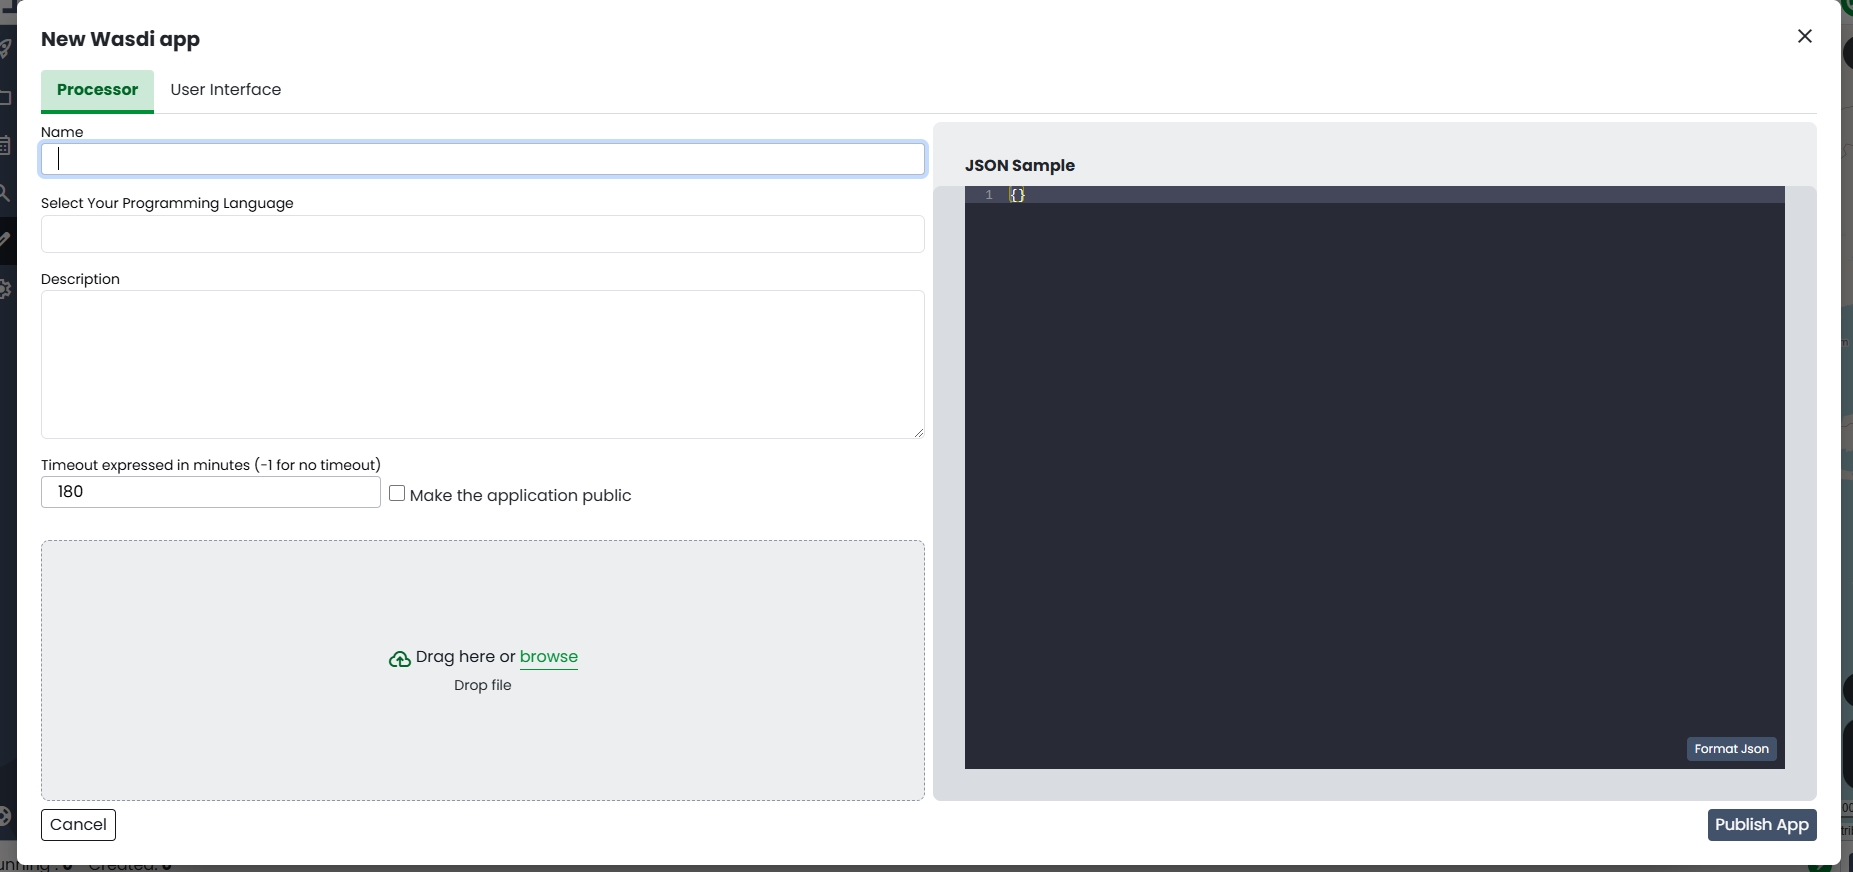 New Wasdi app
Processor
User Interface
Name
Select Your Programming Language
Description
Timeout expressed in minutes (-1 for no timeout)
180
Make the application public
Drag here or browse
Drop file
Cancel
JSON Sample
1 {}
Format Json
Publish App
Created: 0